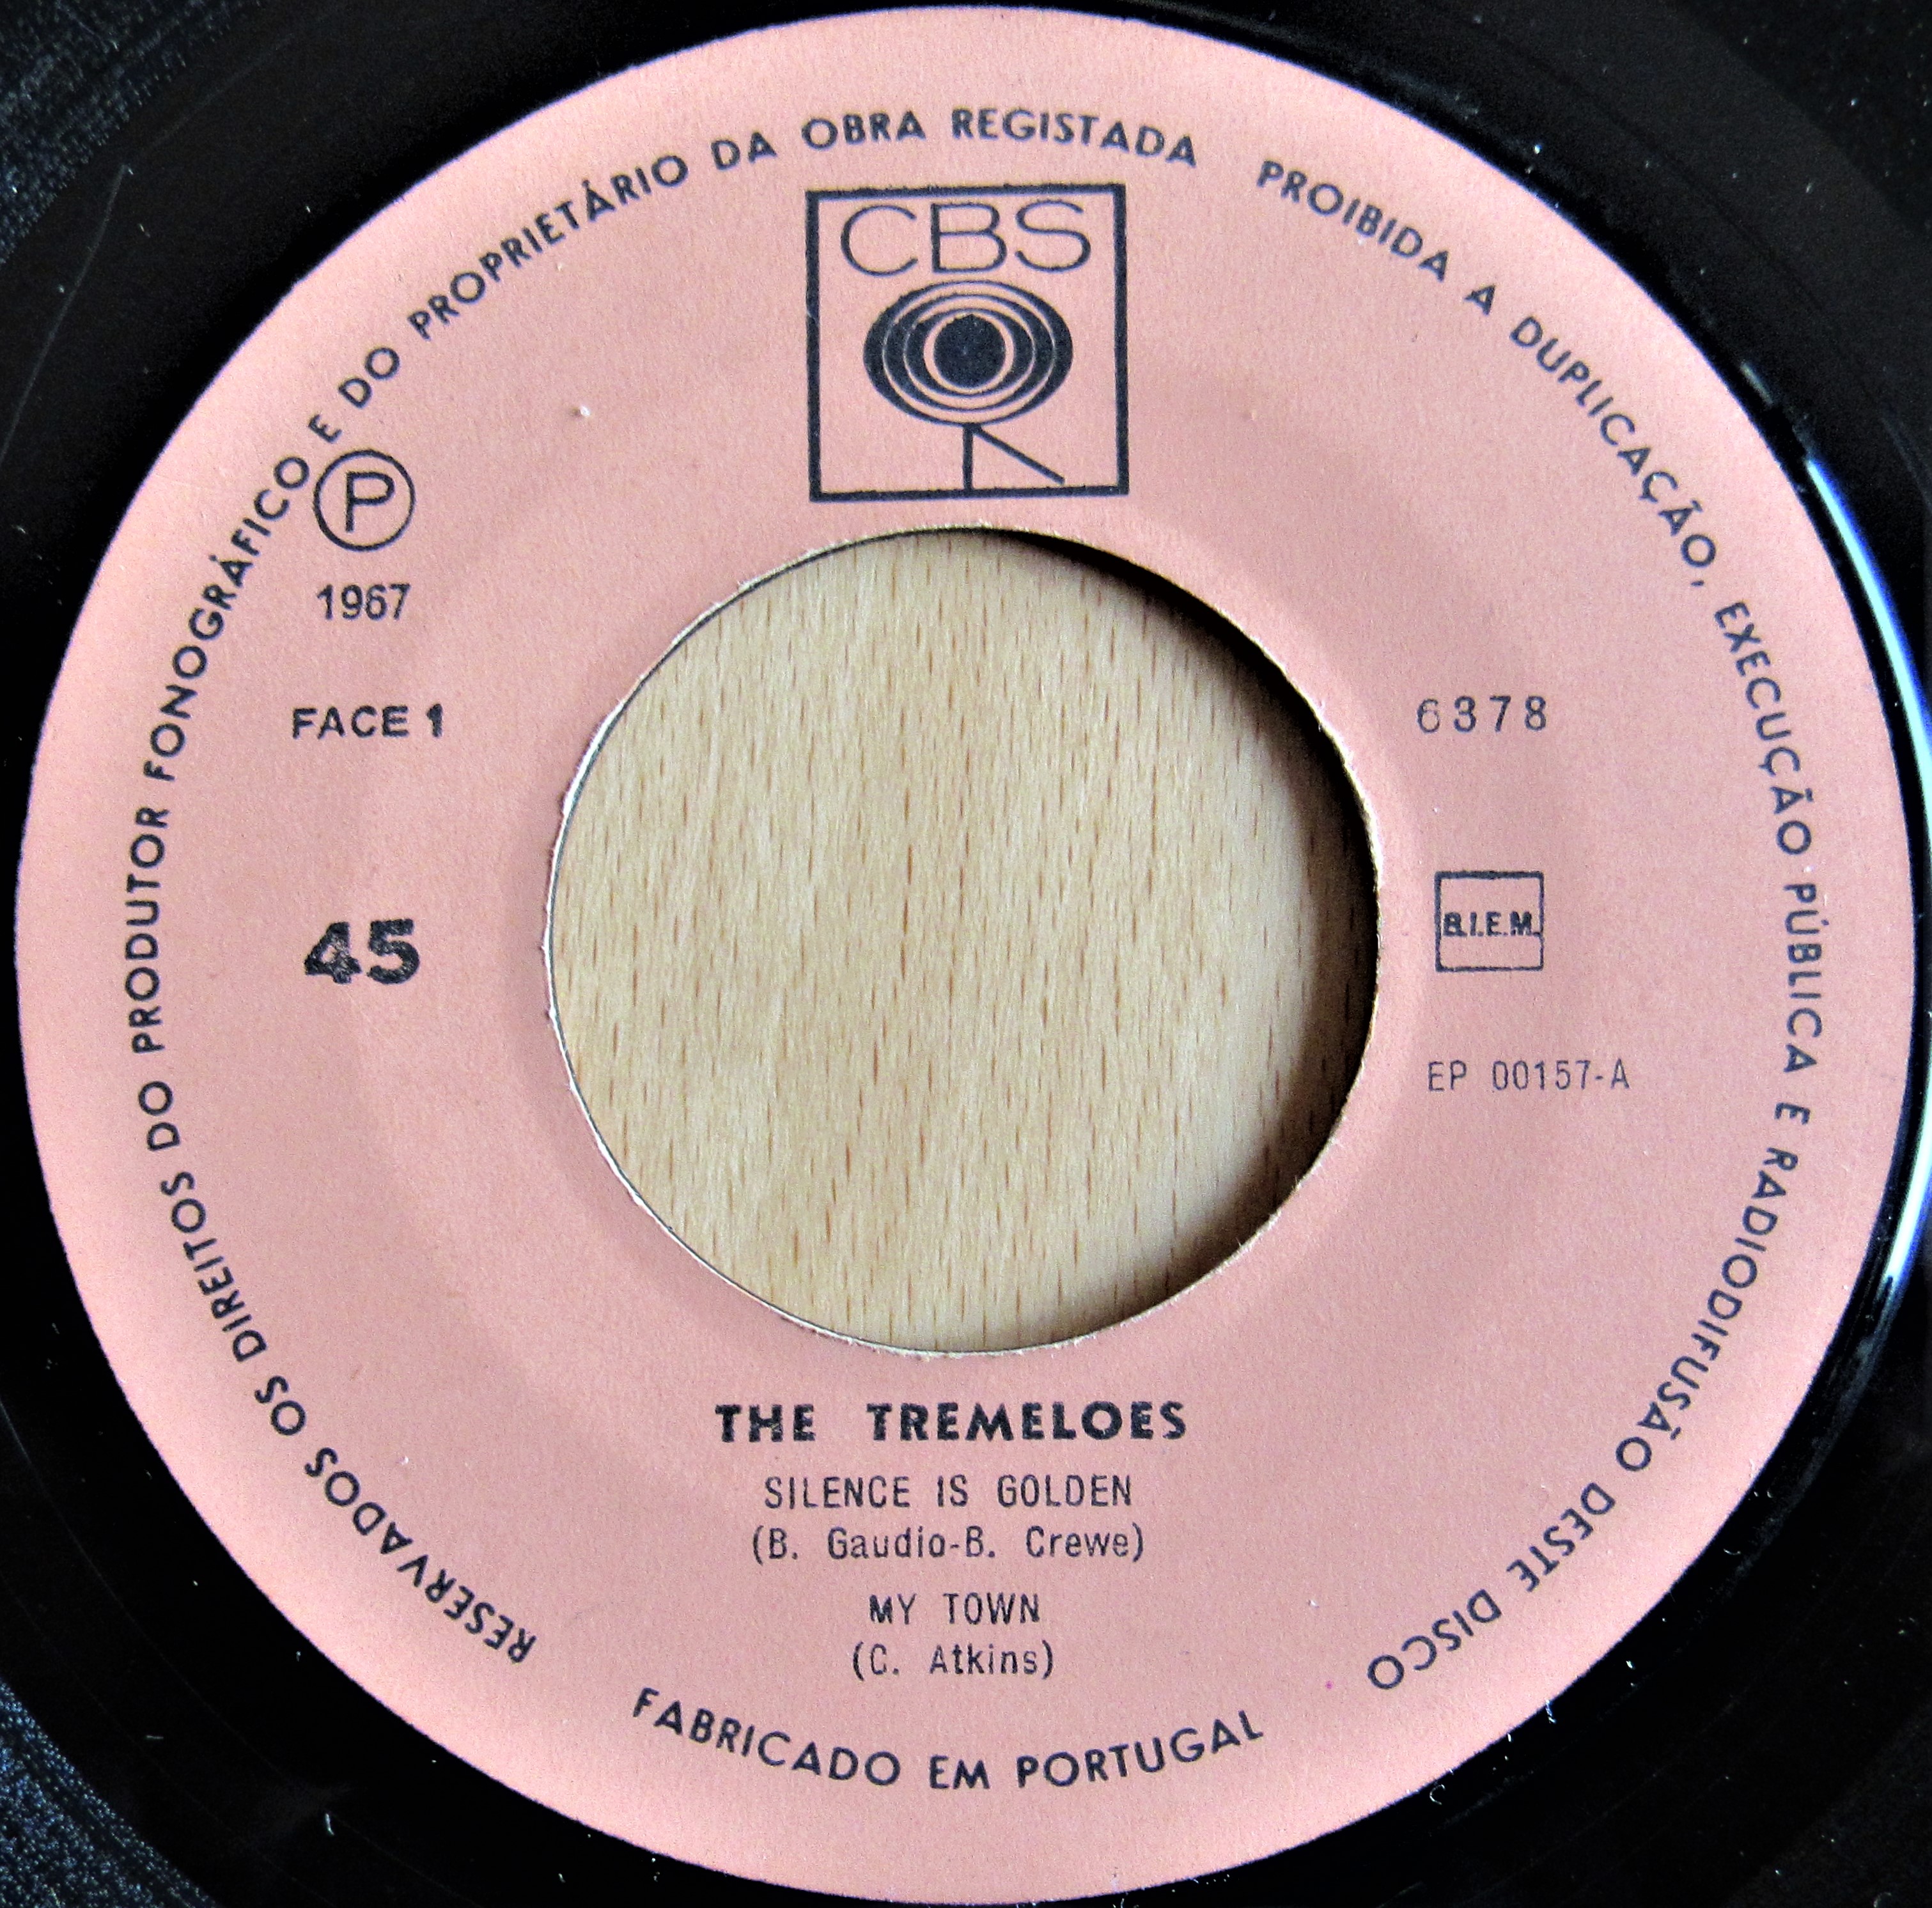 RESERVADOS OS DIREITOS DO PRODUTOR FONOGRÁFICO E DO PROPRIETÁRIO DA OBRA REGISTADA
PROIBIDA A DUPLICAÇÃO, EXECUÇÃO PÚBLICA E RADIODIFUSÃO DESTE DISCO
CBS
P
1967
FACE 1
6378
45
B.I.E.M.
EP 00157-A
THE TREMELOES
SILENCE IS GOLDEN
(B. Gaudio-B. Crewe)
MY TOWN
(C. Atkins)
FABRICADO EM PORTUGAL